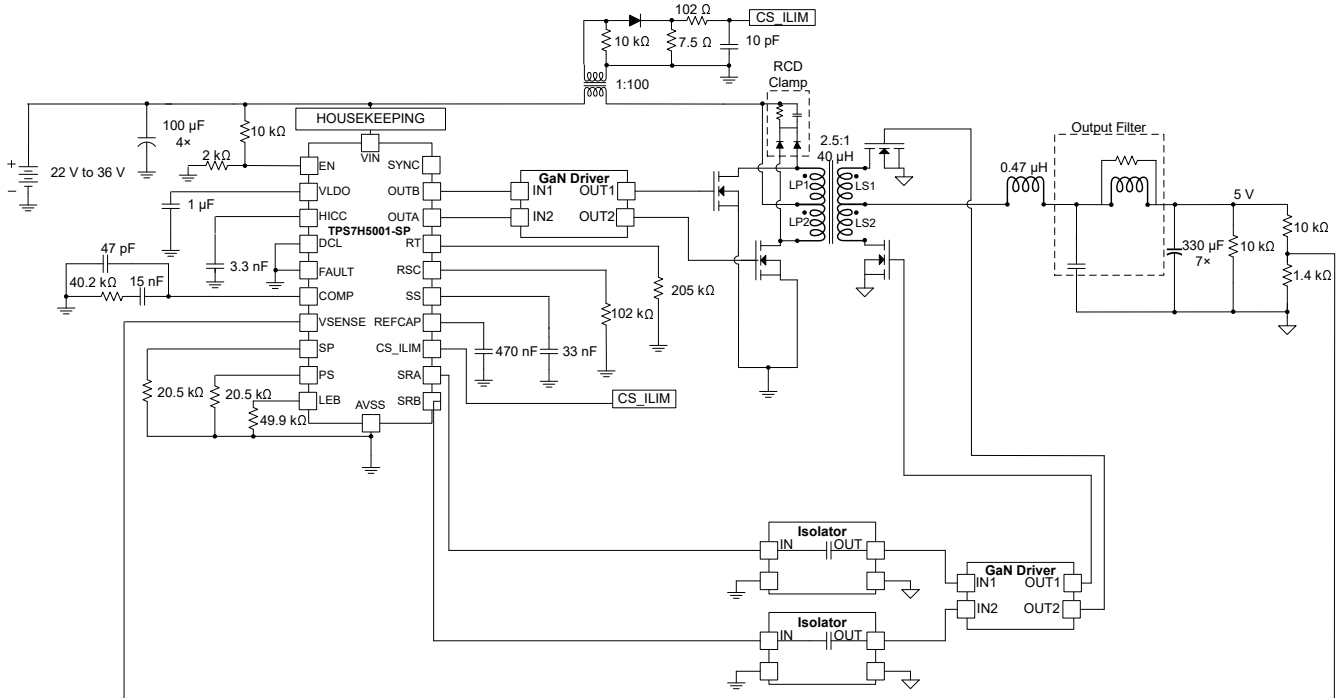 102 Ω
CS_ILIM
10 kΩ
7.5 Ω
10 pF
1:100
RCD
Clamp
HOUSEKEEPING
100 µF
4×
10 kΩ
2 kΩ
+
22 V to 36 V
–
VIN
EN
SYNC
VLDO
OUTB
HICC
OUTA
TPS7H5001-SP
DCL
RT
FAULT
RSC
COMP
SS
VSENSE
REFCAP
SP
CS_ILIM
PS
SRA
LEB
SRB
AVSS
1 µF
3.3 nF
47 pF
40.2 kΩ
15 nF
20.5 kΩ
20.5 kΩ
49.9 kΩ
GaN Driver
IN1
OUT1
IN2
OUT2
205 kΩ
102 kΩ
470 nF
33 nF
CS_ILIM
2.5:1
40 µH
LP1
LS1
LP2
LS2
0.47 µH
Output Filter
5 V
330 µF
7×
10 kΩ
10 kΩ
1.4 kΩ
Isolator
IN
OUT
Isolator
IN
OUT
GaN Driver
IN1
OUT1
IN2
OUT2